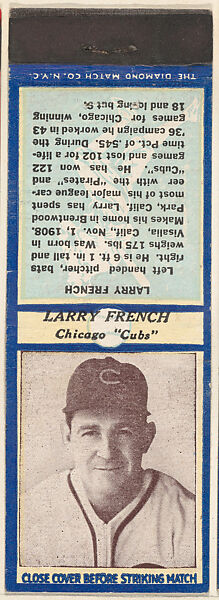 THE DIAMOND MATCH CO. N.Y.C.
LARRY FRENCH
Left handed pitcher, bats
right. He is 6 ft. 1 in. tall and
weighs 175 lbs. Was born in
Visalia, Calif., Nov. 1, 1908.
Makes his home in Brentwood
Park, Calif. Larry has spent
most of his major league car-
eer with the "Pirates" and
"Cubs". He has won 122
games and lost 102 for a life-
time Pct. of .545. During the
'36 campaign he worked in 43
games for Chicago, winning
18 and losing but 9.
LARRY FRENCH
Chicago "Cubs"
C
CLOSE COVER BEFORE STRIKING MATCH